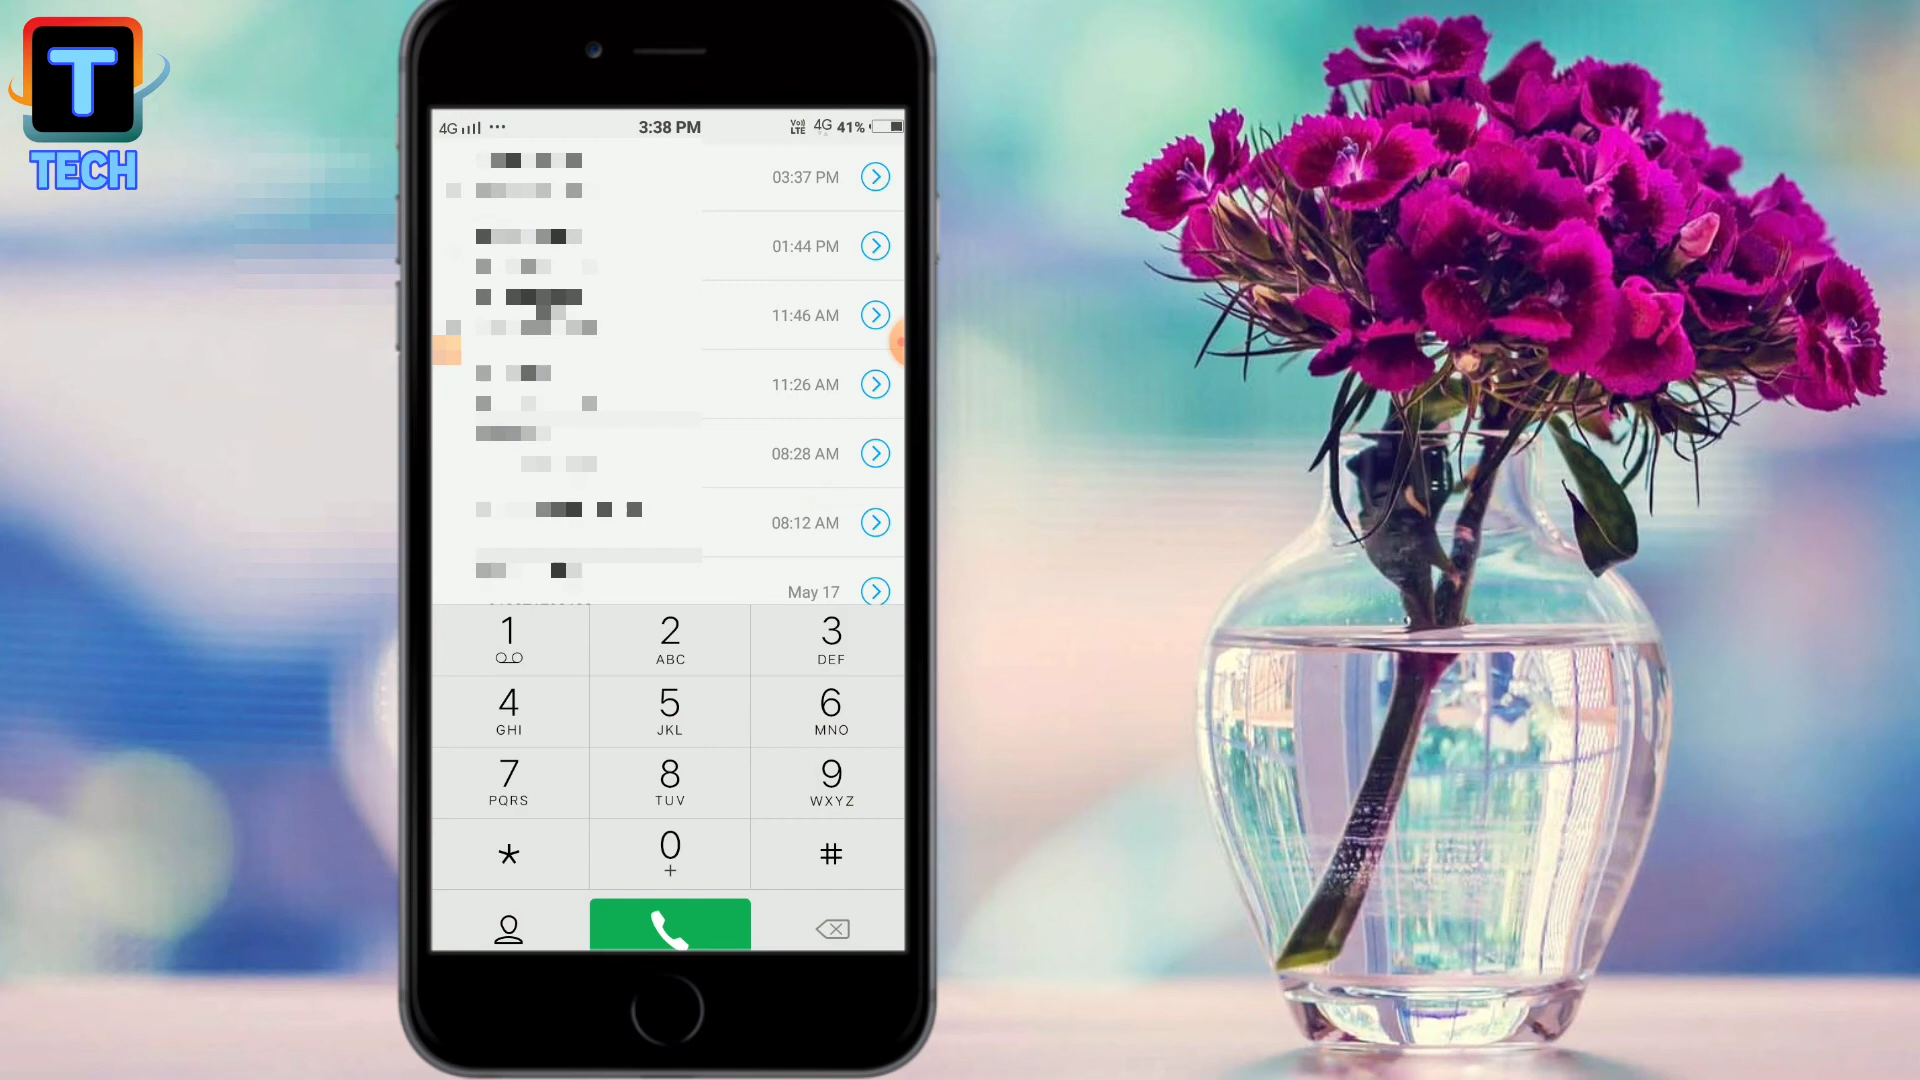 T
TECH
4G ... 3:38 PM VoLTE 4G 41%
03:37 PM
01:44 PM
11:46 AM
11:26 AM
08:28 AM
08:12 AM
May 17
1 2 3
ABC DEF
4 5 6
GHI JKL MNO
7 8 9
PQRS TUV WXYZ
* 0 #
+